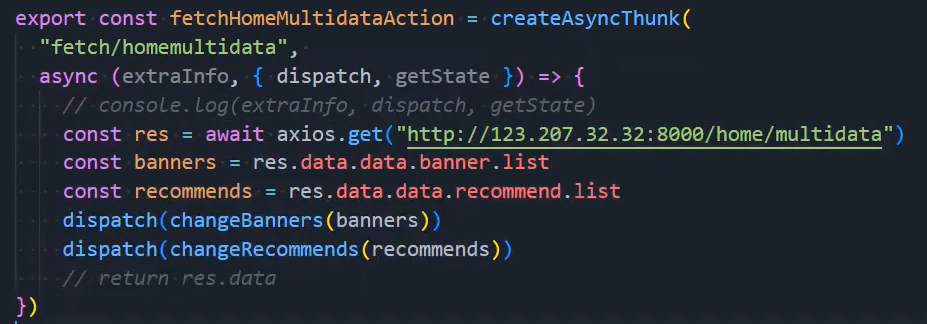 export const fetchHomeMultidataAction = createAsyncThunk(
  "fetch/homemultidata",
  async (extraInfo, { dispatch, getState }) => {
    // console.log(extraInfo, dispatch, getState)
    const res = await axios.get("http://123.207.32.32:8000/home/multidata")
    const banners = res.data.data.banner.list
    const recommends = res.data.data.recommend.list
    dispatch(changeBanners(banners))
    dispatch(changeRecommends(recommends))
    // return res.data
})